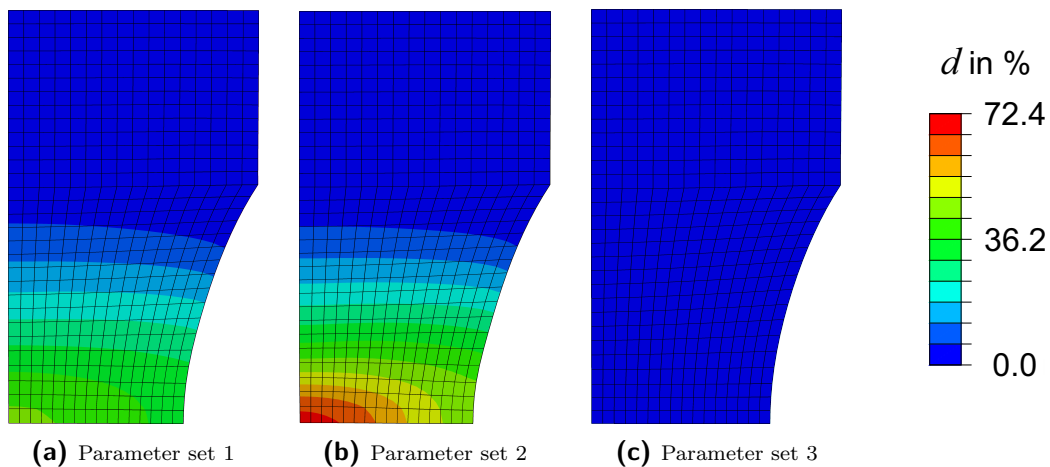 d in %
72.4
36.2
0.0
(a) Parameter set 1
(b) Parameter set 2
(c) Parameter set 3